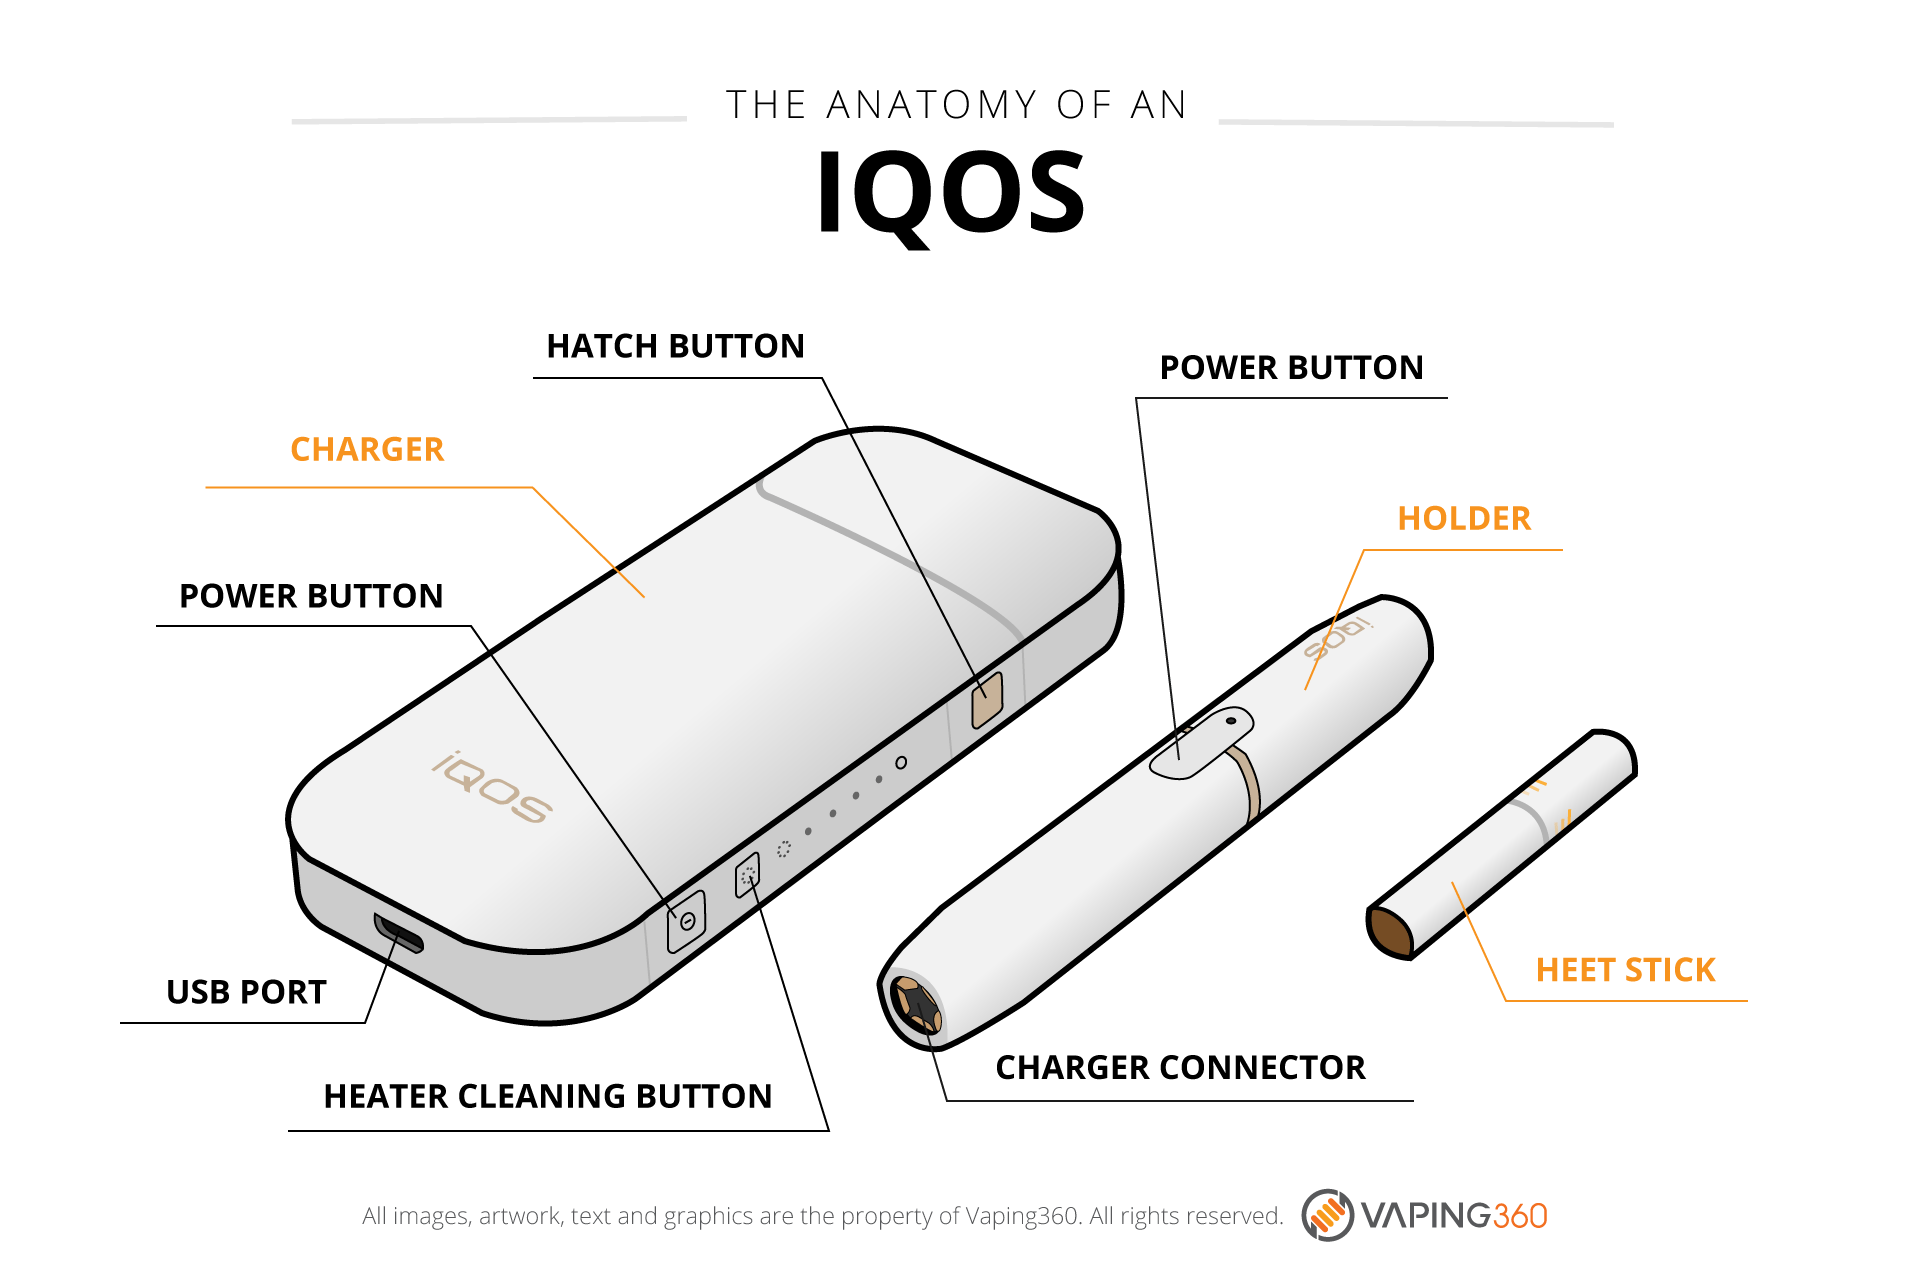 THE ANATOMY OF AN
IQOS
HATCH BUTTON
POWER BUTTON
CHARGER
HOLDER
POWER BUTTON
iQOS
iQOS
USB PORT
HEET STICK
CHARGER CONNECTOR
HEATER CLEANING BUTTON
All images, artwork, text and graphics are the property of Vaping360. All rights reserved.
VAPING360